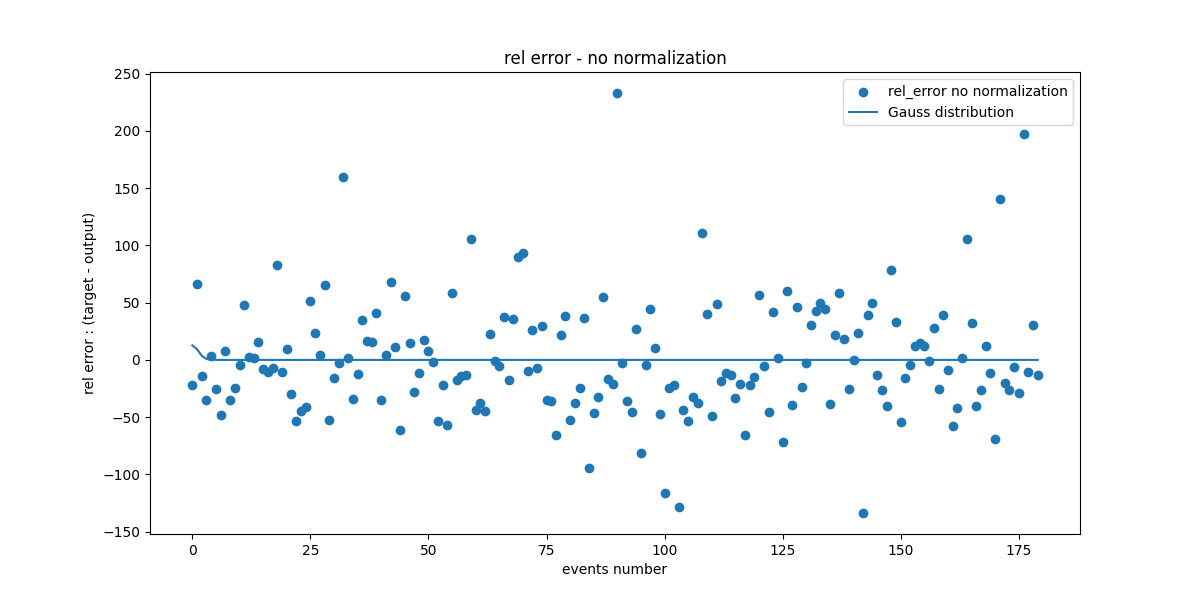 rel error - no normalization
250
200
150
100
50
0
−50
−100
−150
rel error : (target - output)
rel_error no normalization
Gauss distribution
0 25 50 75 100 125 150 175
events number